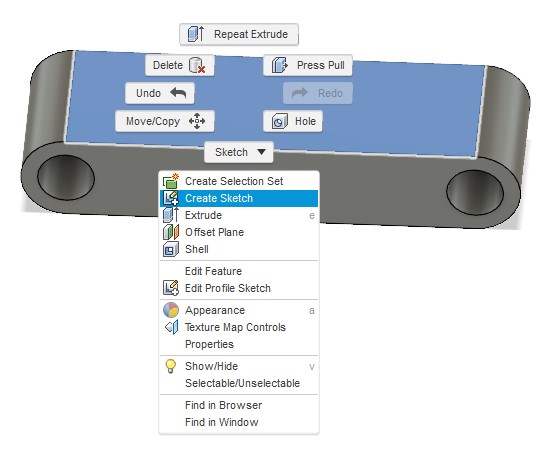 Repeat Extrude
Delete
Press Pull
Undo
Redo
Move/Copy
Hole
Sketch
Create Selection Set
Create Sketch
Extrude e
Offset Plane
Shell
Edit Feature
Edit Profile Sketch
Appearance a
Texture Map Controls
Properties
Show/Hide v
Selectable/Unselectable
Find in Browser
Find in Window